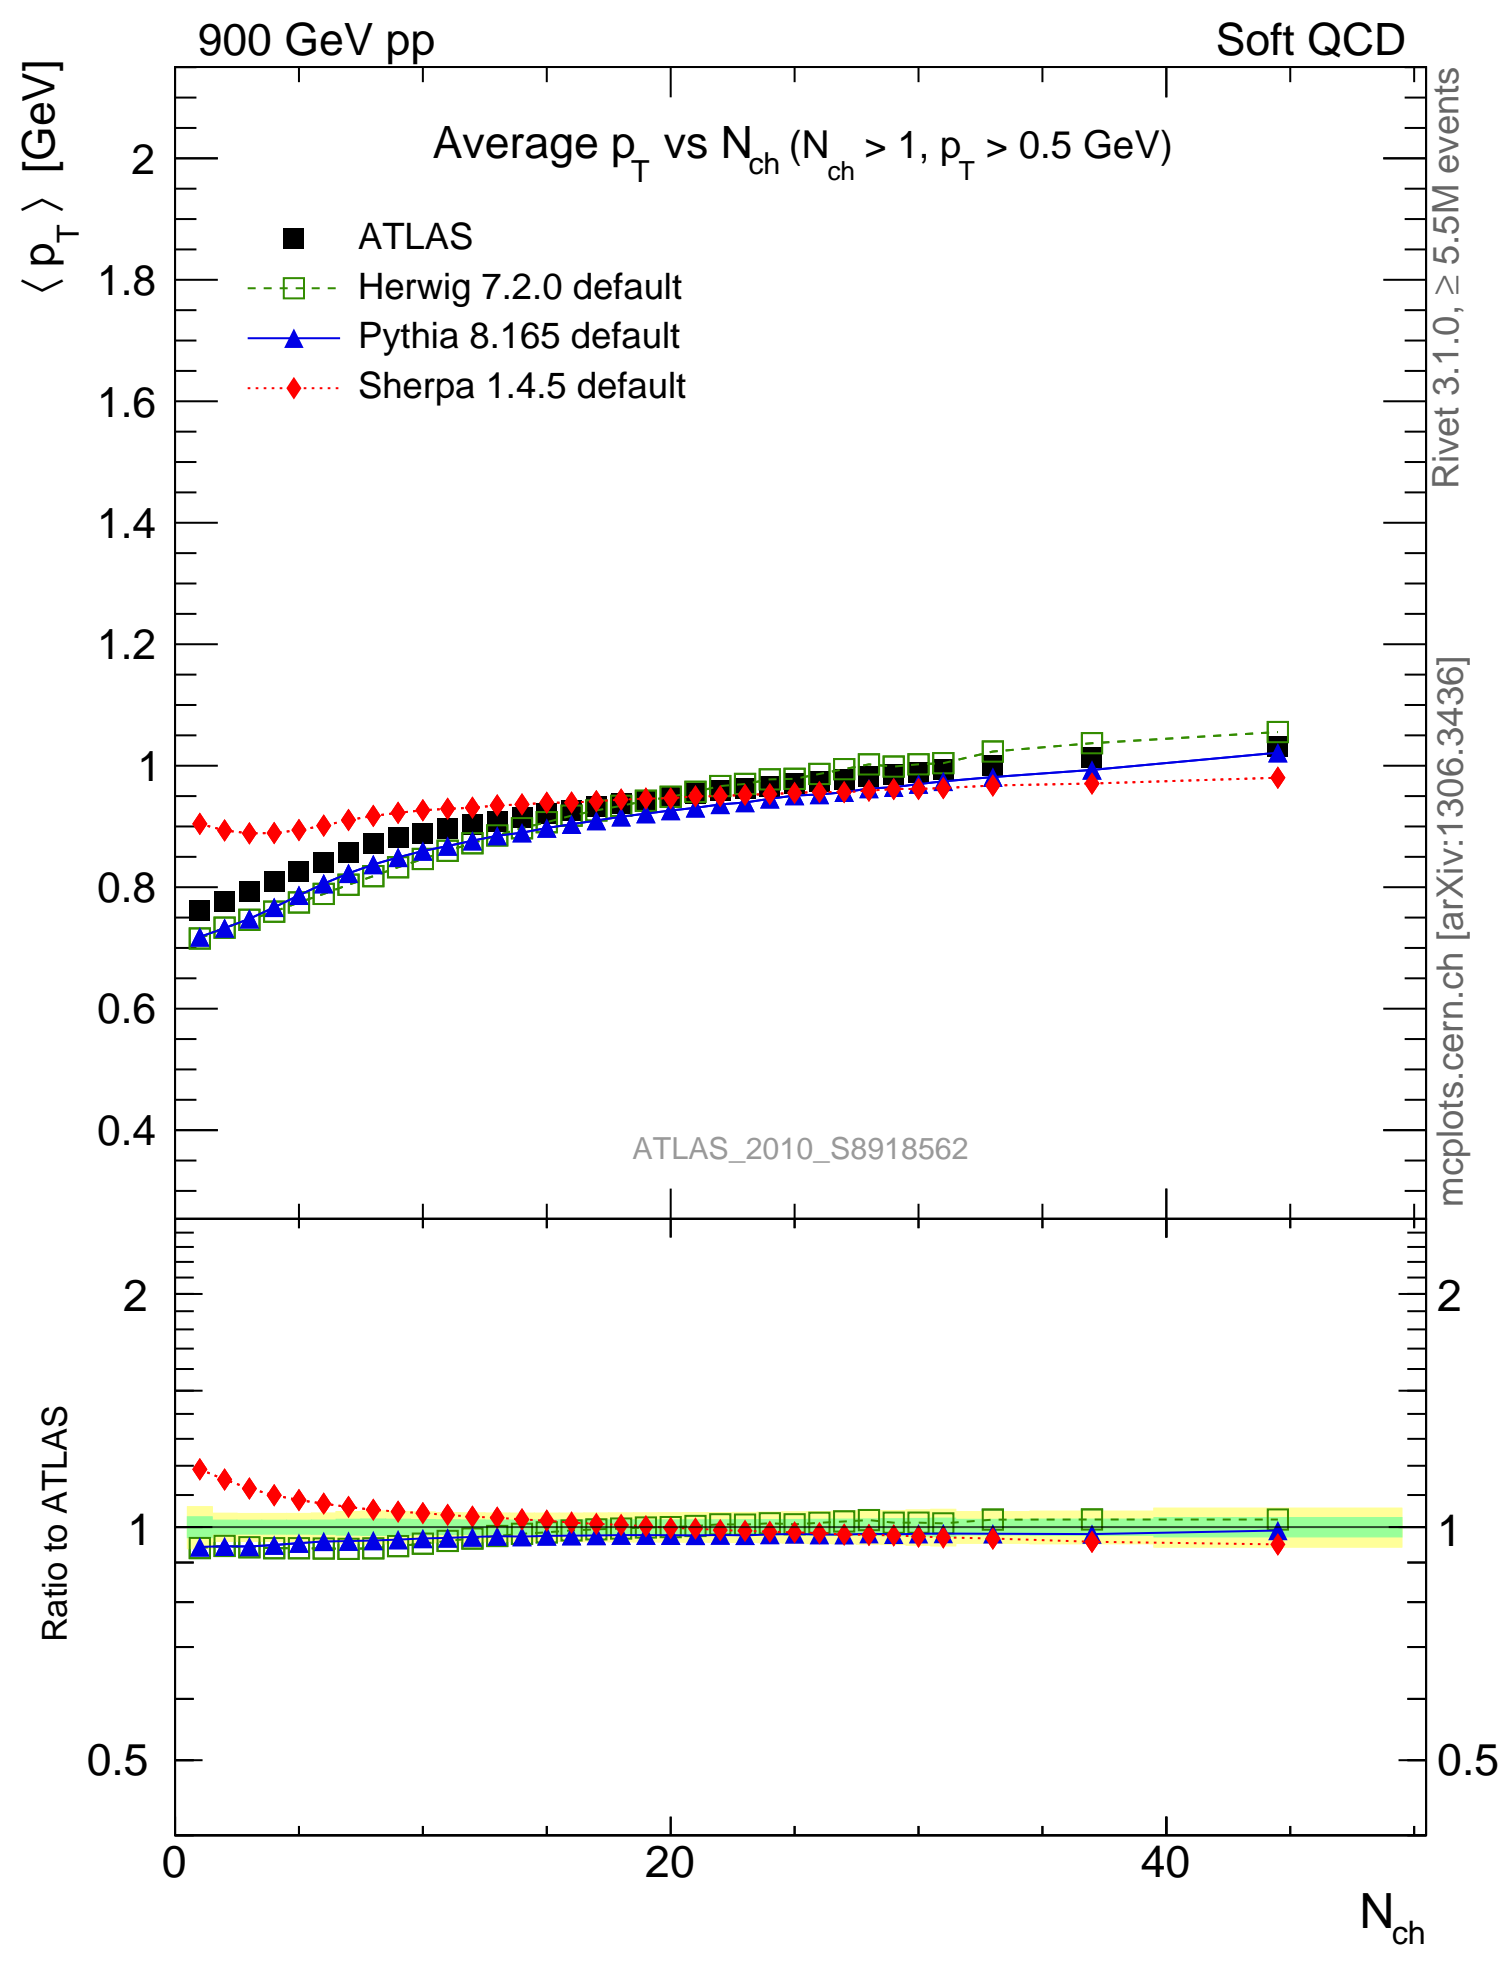 900 GeV pp
Soft QCD
Average p_T vs N_ch (N_ch > 1, p_T > 0.5 GeV)
⟨ p_T ⟩ [GeV]
ATLAS
Herwig 7.2.0 default
Pythia 8.165 default
Sherpa 1.4.5 default
2
1.8
1.6
1.4
1.2
1
0.8
0.6
0.4
ATLAS_2010_S8918562
Rivet 3.1.0, ≥ 5.5M events
mcplots.cern.ch [arXiv:1306.3436]
Ratio to ATLAS
2
1
0.5
2
1
0.5
0
20
40
N_ch